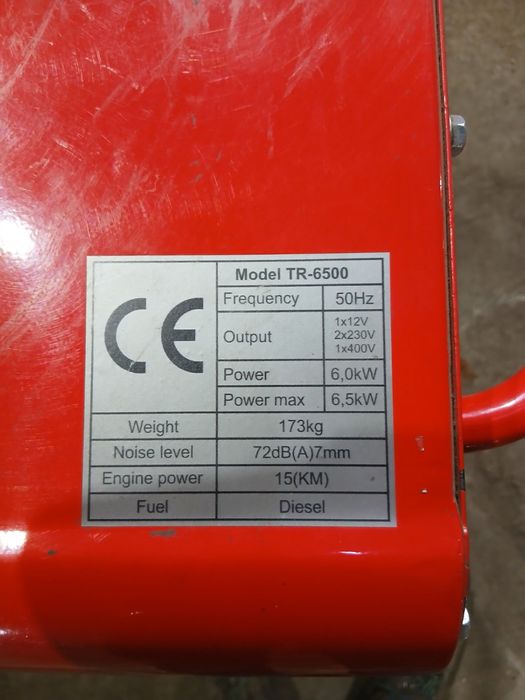 CE
Model TR-6500
Frequency 50Hz
Output 1x12V
2x230V
1x400V
Power 6,0kW
Power max 6,5kW
Weight 173kg
Noise level 72dB(A)7mm
Engine power 15(KM)
Fuel Diesel